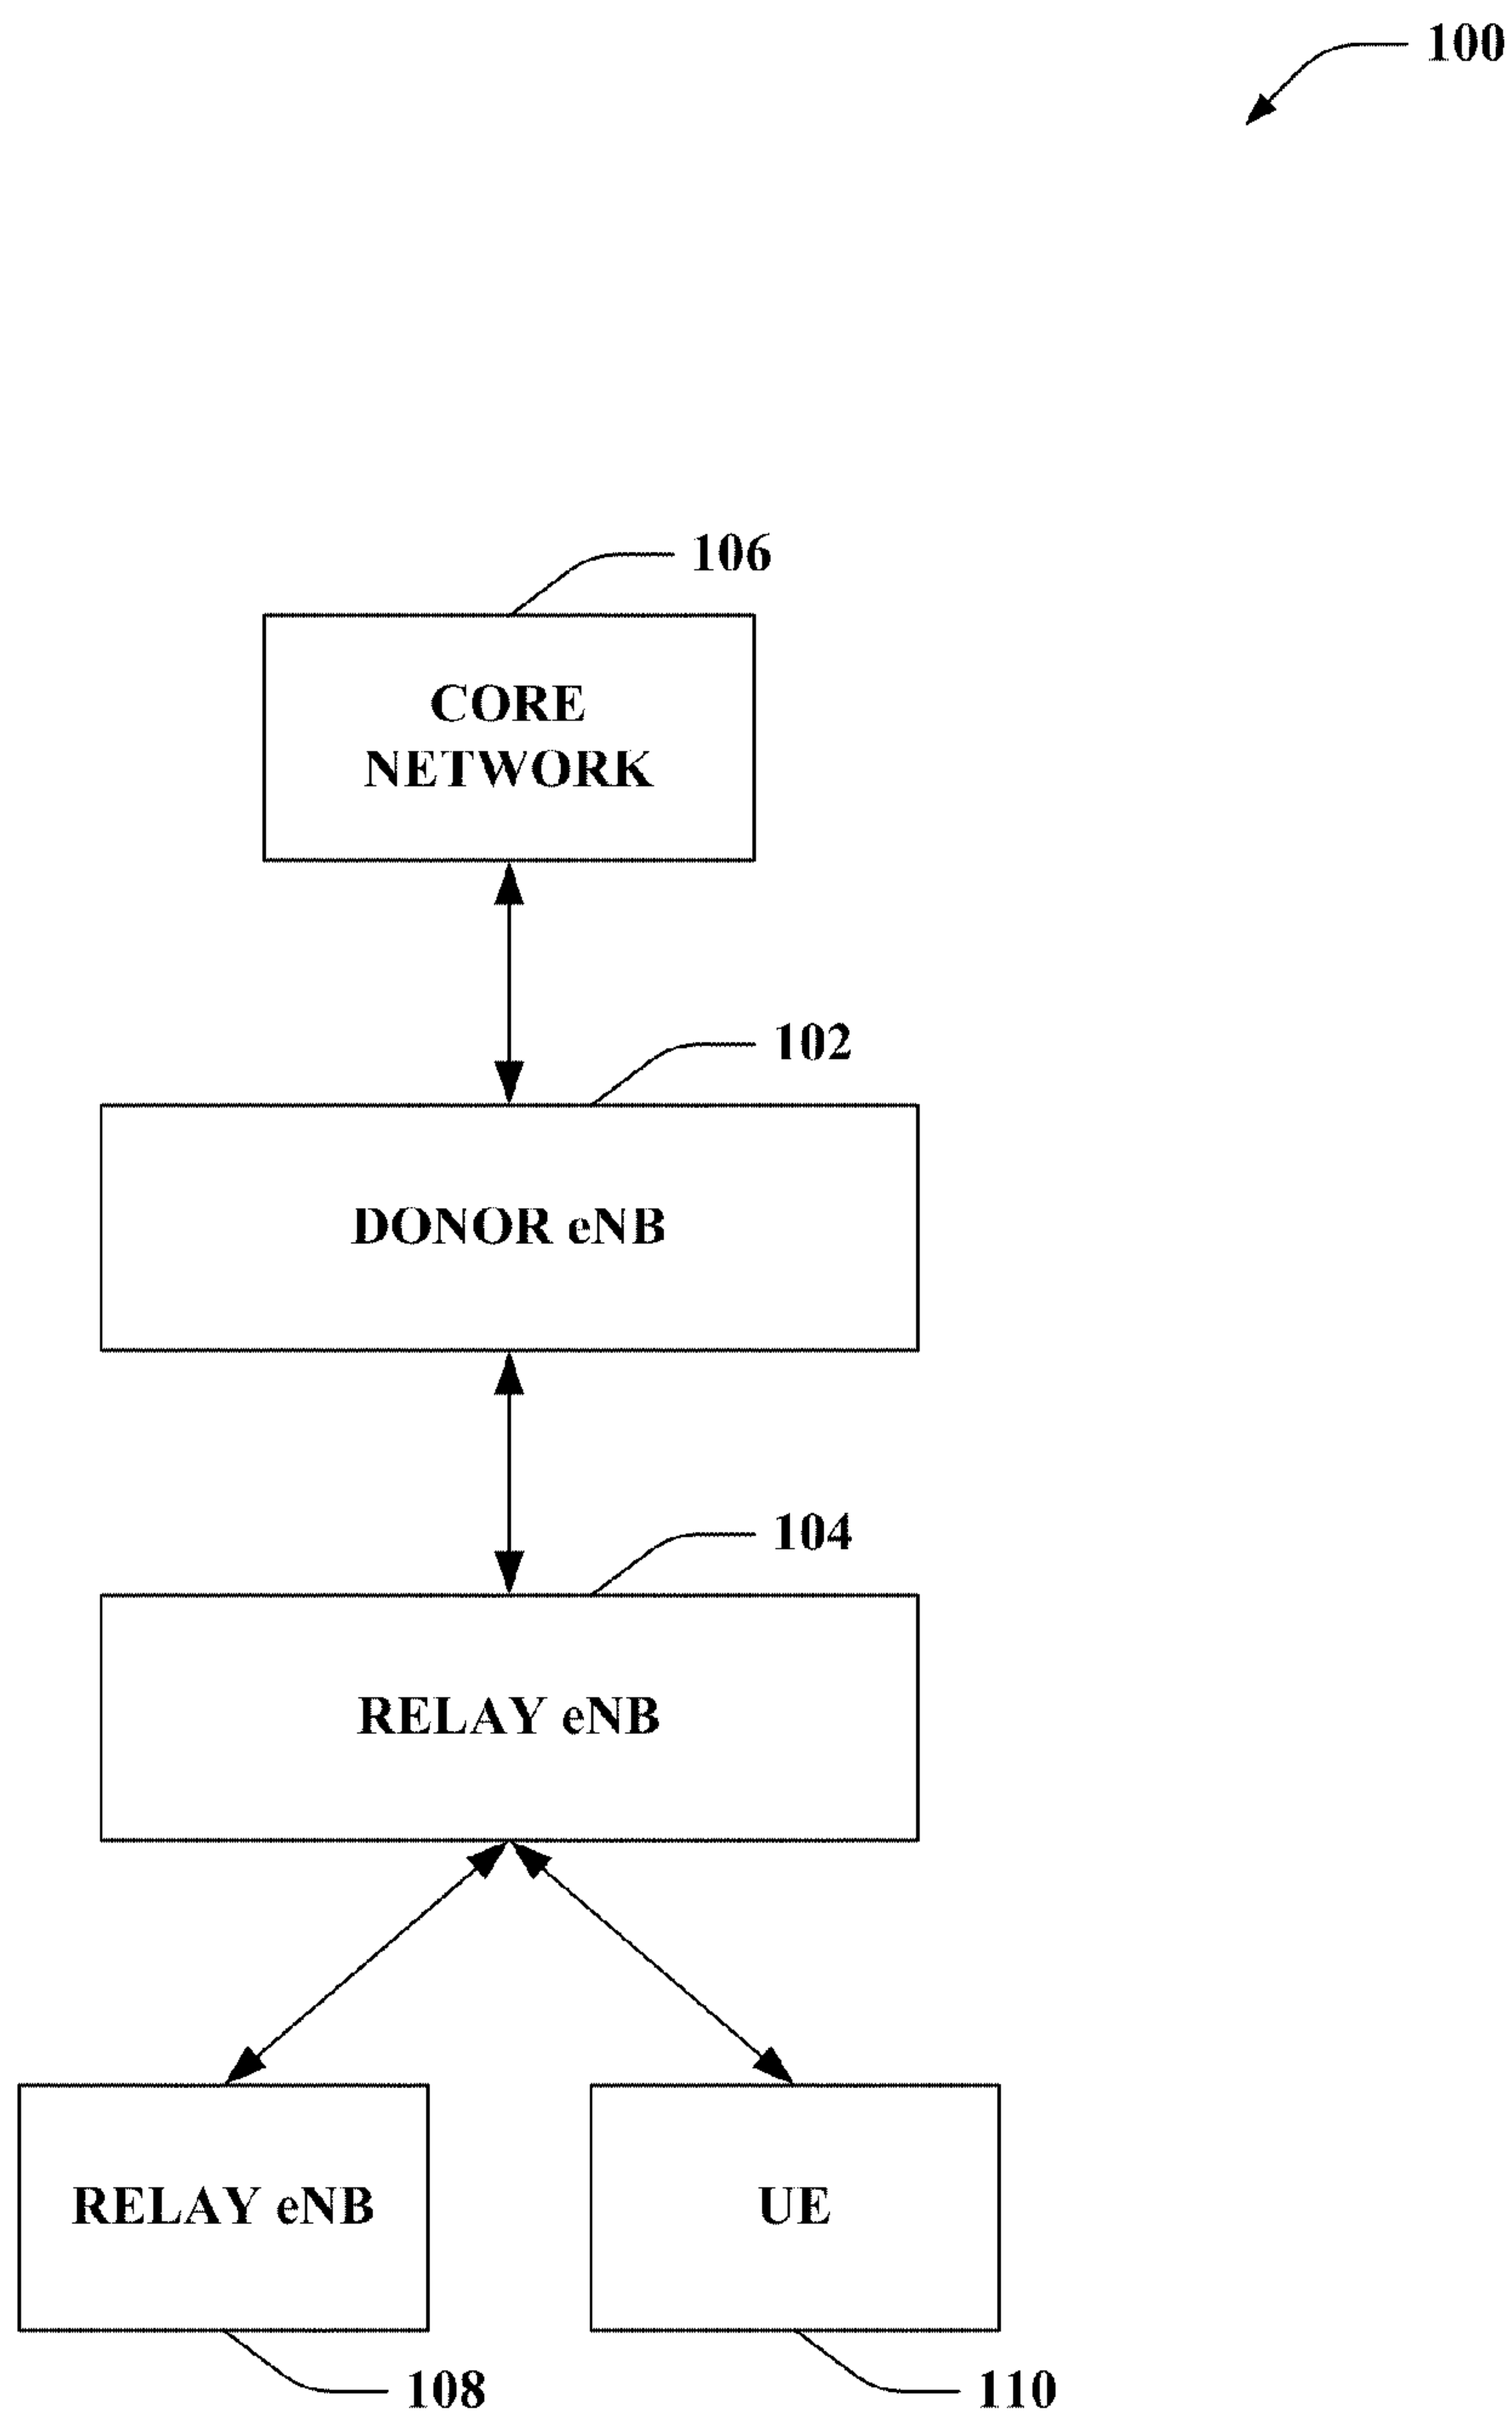 100
106
CORE
NETWORK
102
DONOR eNB
104
RELAY eNB
RELAY eNB
UE
108
110